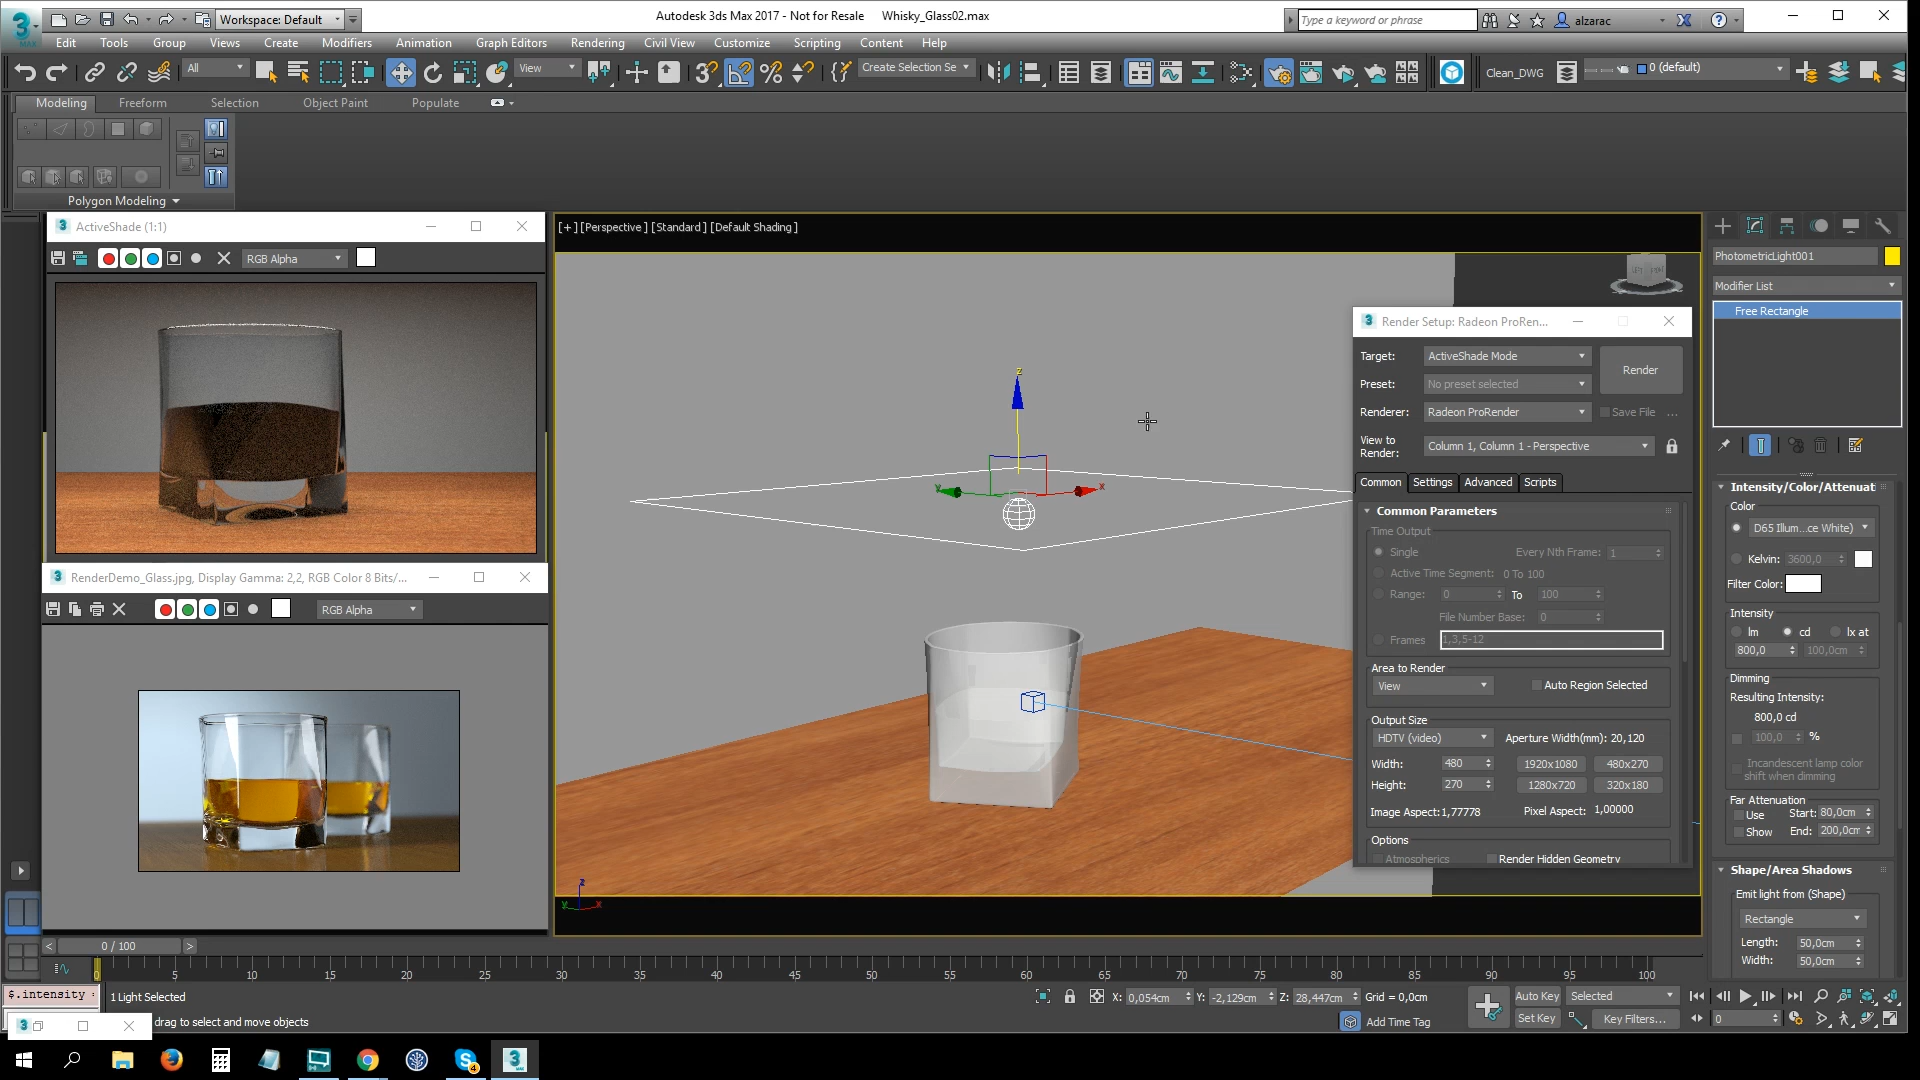 Workspace: Default
Autodesk 3ds Max 2017 - Not for Resale Whisky_Glass02.max
Type a keyword or phrase
alzarac
3
MAX
Edit Tools Group Views Create Modifiers Animation Graph Editors Rendering Civil View Customize Scripting Content Help
All
View
Create Selection Se
Clean_DWG
0 (default)
Modeling Freeform Selection Object Paint Populate
Polygon Modeling
ActiveShade (1:1)
RGB Alpha
RenderDemo_Glass.jpg, Display Gamma: 2,2, RGB Color 8 Bits/...
RGB Alpha
[+] [Perspective ] [Standard ] [Default Shading ]
z
y
x
z
y
x
Render Setup: Radeon ProRen...
Target: ActiveShade Mode
Preset: No preset selected
Render
Renderer: Radeon ProRender
Save File ...
View to
Render:
Column 1, Column 1 - Perspective
Common Settings Advanced Scripts
Common Parameters
Time Output
Single Every Nth Frame: 1
Active Time Segment: 0 To 100
Range: 0 To 100
File Number Base: 0
Frames 1,3,5-12
Area to Render
View Auto Region Selected
Output Size
HDTV (video) Aperture Width(mm): 20,120
Width: 480 1920x1080 480x270
Height: 270 1280x720 320x180
Image Aspect:1,77778 Pixel Aspect: 1,00000
Options
Atmospherics Render Hidden Geometry
PhotometricLight001
Modifier List
Free Rectangle
Intensity/Color/Attenuat
Color
D65 Illum...ce White)
Kelvin: 3600,0
Filter Color:
Intensity
lm cd lx at
800,0 100,0cm
Dimming
Resulting Intensity:
800,0 cd
100,0 %
Incandescent lamp color
shift when dimming
Far Attenuation
Use Start: 80,0cm
Show End: 200,0cm
Shape/Area Shadows
Emit light from (Shape)
Rectangle
Length: 50,0cm
Width: 50,0cm
< 0 / 100 >
0 5 10 15 20 25 30 35 40 45 50 55 60 65 70 75 80 85 90 95 100
$.intensity
1 Light Selected
X: 0,054cm Y: -2,129cm Z: 28,447cm Grid = 0,0cm
Auto Key Selected
drag to select and move objects
Add Time Tag
Set Key Key Filters...
0
4
3
MAX